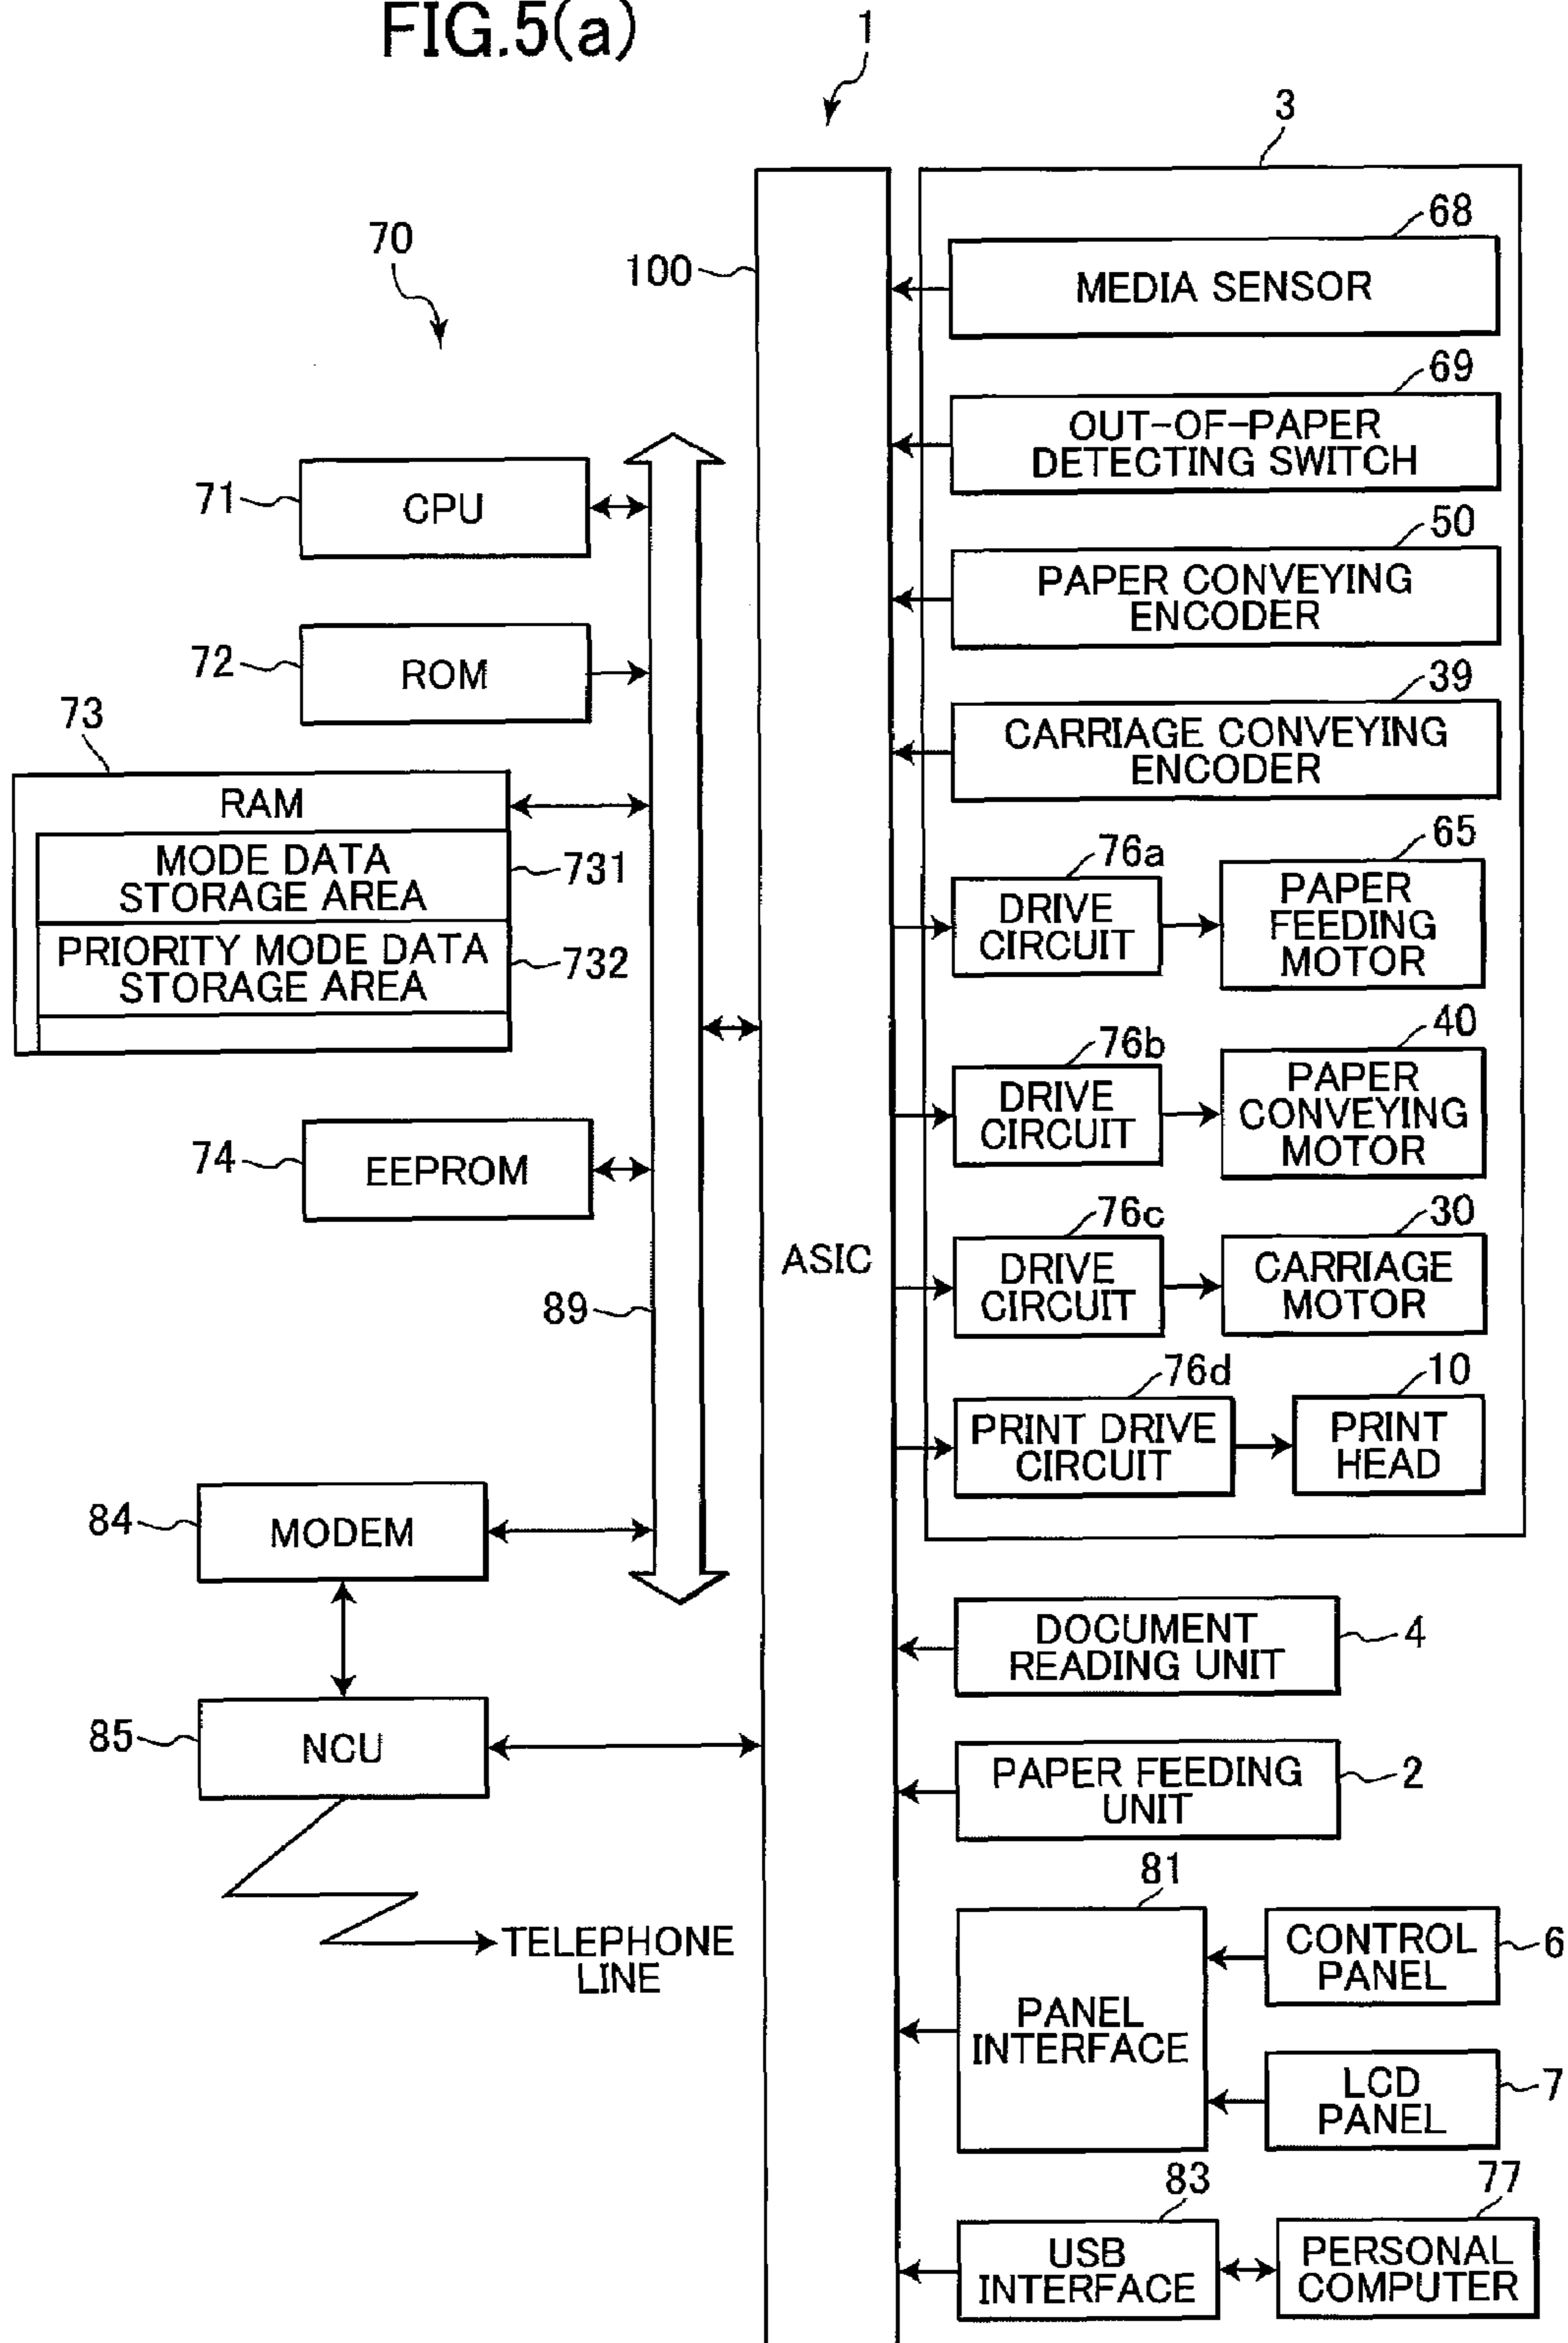 FIG.5(a)
1
3
70
100
68
MEDIA SENSOR
69
OUT-OF-PAPER
DETECTING SWITCH
50
PAPER CONVEYING
ENCODER
39
CARRIAGE CONVEYING
ENCODER
71
CPU
72
ROM
73
RAM
MODE DATA
STORAGE AREA
731
PRIORITY MODE DATA
STORAGE AREA
732
74
EEPROM
89
ASIC
76a
DRIVE
CIRCUIT
65
PAPER
FEEDING
MOTOR
76b
DRIVE
CIRCUIT
40
PAPER
CONVEYING
MOTOR
76c
DRIVE
CIRCUIT
30
CARRIAGE
MOTOR
76d
PRINT DRIVE
CIRCUIT
10
PRINT
HEAD
84
MODEM
85
NCU
TELEPHONE
LINE
DOCUMENT
READING UNIT
4
PAPER FEEDING
UNIT
2
81
PANEL
INTERFACE
CONTROL
PANEL
6
LCD
PANEL
7
83
USB
INTERFACE
77
PERSONAL
COMPUTER